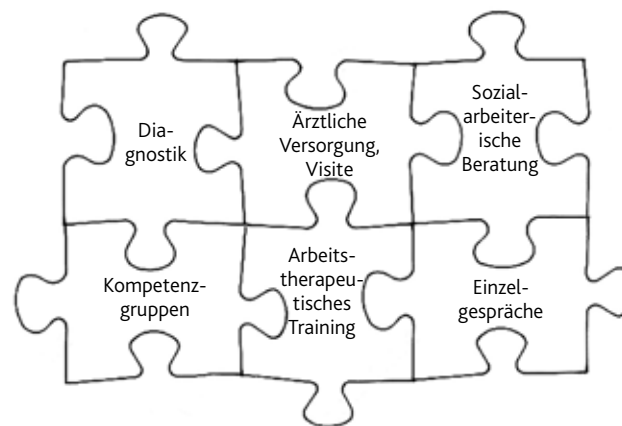 Dia-
gnostik
Ärztliche
Versorgung,
Visite
Sozial-
arbeiter-
ische
Beratung
Kompetenz-
gruppen
Arbeits-
therapeu-
tisches
Training
Einzel-
gespräche